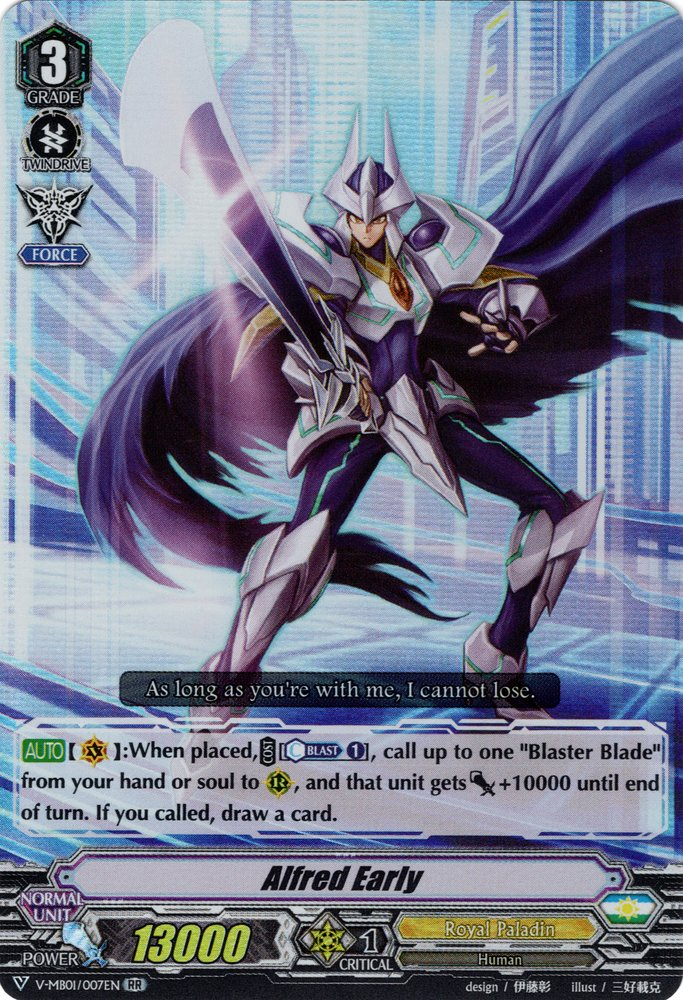 3
GRADE
TWINDRIVE
FORCE
As long as you're with me, I cannot lose.
AUTO【 V 】:When placed, COST [C BLAST 1], call up to one "Blaster Blade"
from your hand or soul to R, and that unit gets +10000 until end
of turn. If you called, draw a card.
Alfred Early
NORMAL
UNIT
POWER 13000 1 CRITICAL
Royal Paladin
Human
V-MB01/007EN RR design / 伊藤彰 illust / 三好載克